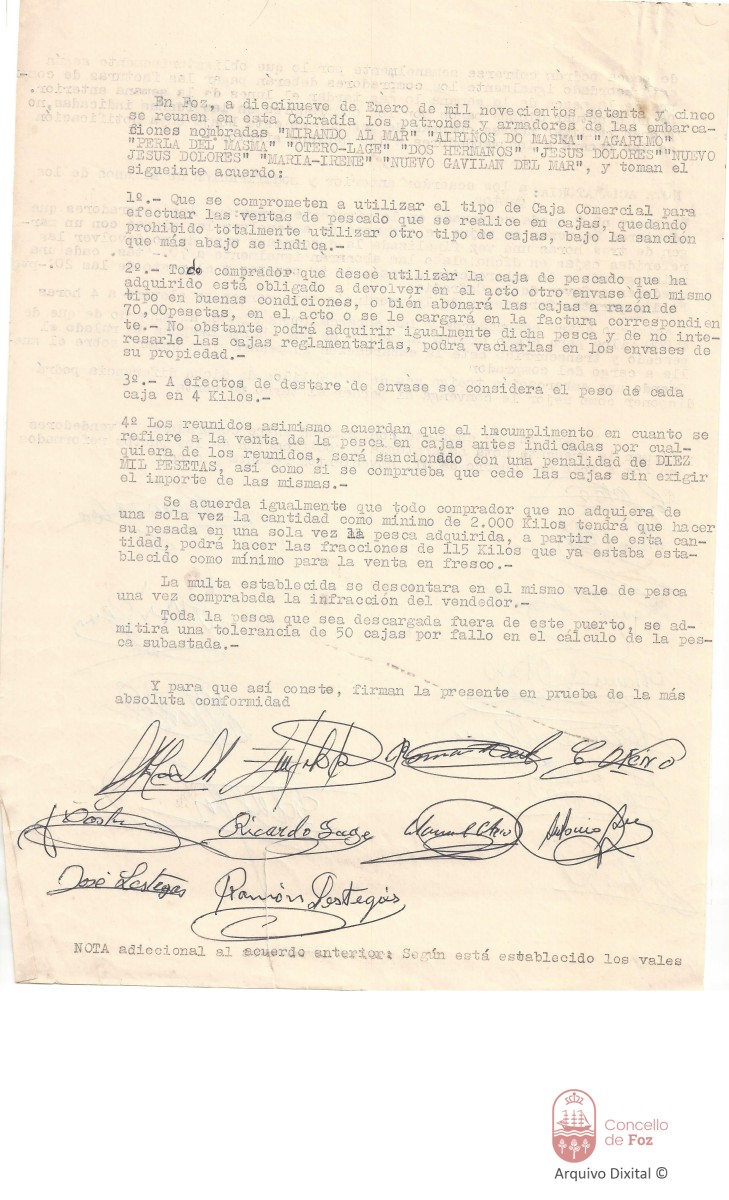 En Foz, a diecinueve de Enero de mil novecientos setenta y cinco
se reunen en esta Cofradía los patrones y armadores de las embarca-
ciones nombradas "MIRANDO AL MAR" "AIRIÑOS DO MASMA" "AGARIMO"
"PERLA DEL MASMA" "OTERO-LAGE" "DOS HERMANOS" "JESUS DOLORES""NUEVO
JESUS DOLORES" "MARIA-IRENE" "NUEVO GAVILAN DEL MAR", y toman el
sigueinte acuerdo:
1º.- Que se comprometen a utilizar el tipo de Caja Comercial para
efectuar las ventas de pescado que se realice en cajas, quedando
prohibido totalmente utilizar otro tipo de cajas, bajo la sanción
que más abajo se indica.-
2º.- Todo comprador que desee utilizar la caja de pescado que ha
adquirido está obligado a devolver en el acto otro envase del mismo
tipo en buenas condiciones, o bien abonará las cajas a razón de
70,00pesetas, en el acto o se le cargará en la factura correspondien
te.- No obstante podrá adquirir igualmente dicha pesca y de no inte-
resarle las cajas reglamentarias, podrá vaciarlas en los envases de
su propiedad.-
3º.- A efectos de destare de envase se considera el peso de cada
caja en 4 Kilos.-
4º Los reunidos asimismo acuerdan que el imcumplimento en cuanto se
refiere a la venta de la pesca en cajas antes indicadas por cual-
quiera de los reunidos, será sancionado con una penalidad de DIEZ
MIL PESETAS, así como si se comprueba que cede las cajas sin exigir
el importe de las mismas.-
Se acuerda igualmente que todo comprador que no adquiera de
una sola vez la cantidad como minimo de 2.000 Kilos tendrá que hacer
su pesada en una sola vez la pesca adquirida, a partir de esta can-
tidad, podrá hacer las fracciones de 115 Kilos que ya estaba esta-
blecido como mínimo para la venta en fresco.-
La multa establecida se descontara en el mismo vale de pesca
una vez comprabada la infracción del vendedor.-
Toda la pesca que sea descargada fuera de este puerto, se ad-
mitira una tolerancia de 50 cajas por fallo en el cálculo de la pes-
ca subastada.-
Y para que así conste, firman la presente en prueba de la más
absoluta conformidad
Ricardo Lage
Antonio
José Lestegas
Ramón Lestegás
NOTA adiccional al acuerdo anterior: Según está establecido los vales
Concello
de Foz
Arquivo Dixital ©